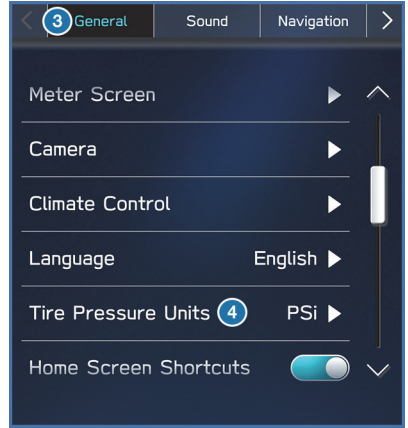 3 General Sound Navigation
Meter Screen
Camera
Climate Control
Language English
Tire Pressure Units 4 PSi
Home Screen Shortcuts